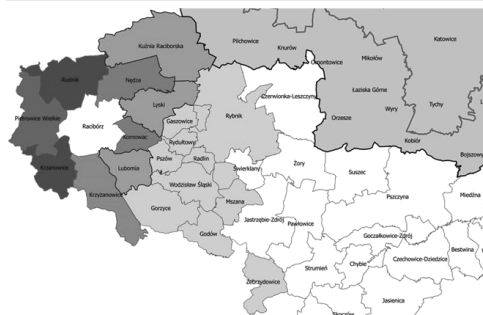 Pilchowice
Knurów
Katowice
Kuźnia Raciborska
Ornontowice
Mikołów
Rudnik
Nędza
Łaziska Górne
Tychy
Czerwionka-Leszczyny
Lyski
Wyry
Pietrowice Wielkie
Gaszowice
Rybnik
Orzesze
Racibórz
Kornowac
Rydułtowy
Kobiór
Bojszowy
Pszów
Radlin
Żory
Krzanowice
Lubomia
Świerklany
Suszec
Wodzisław Śląski
Krzyżanowice
Pszczyna
Miedźna
Gorzyce
Mszana
Jastrzębie-Zdrój
Pawłowice
Godów
Goczałkowice-Zdrój
Bestwina
Chybie
Czechowice-Dziedzice
Strumień
Zebrzydowice
Jasienica
Skoczów